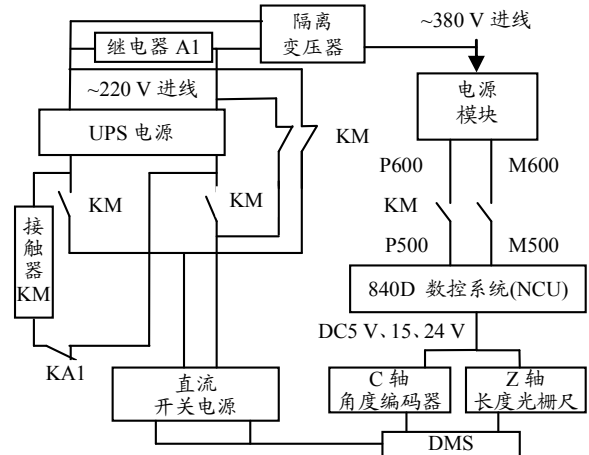 隔离
变压器
~380 V 进线
继电器 A1
~220 V 进线
电源
模块
UPS 电源
KM
P600
M600
KM
KM
KM
接
触
器
KM
P500
M500
840D 数控系统(NCU)
DC5 V、15、24 V
KA1
直流
开关电源
C 轴
角度编码器
Z 轴
长度光栅尺
DMS